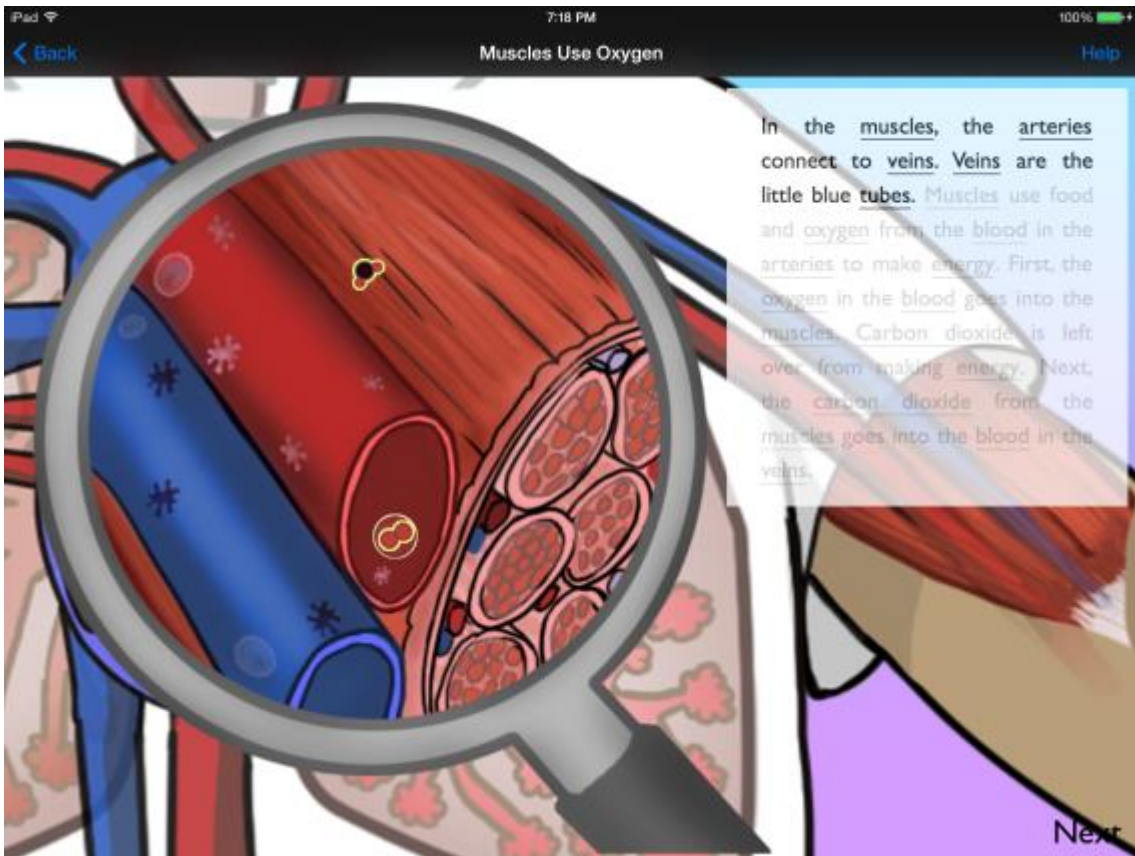 iPad 7:18 PM 100%
Back Muscles Use Oxygen Help
In the muscles, the arteries
connect to veins. Veins are the
little blue tubes. Muscles use food
and oxygen from the blood in the
arteries to make energy. First, the
oxygen in the blood goes into the
muscles. Carbon dioxide is left
over from making energy. Next,
the carbon dioxide from the
muscles goes into the blood in the
veins.
Next